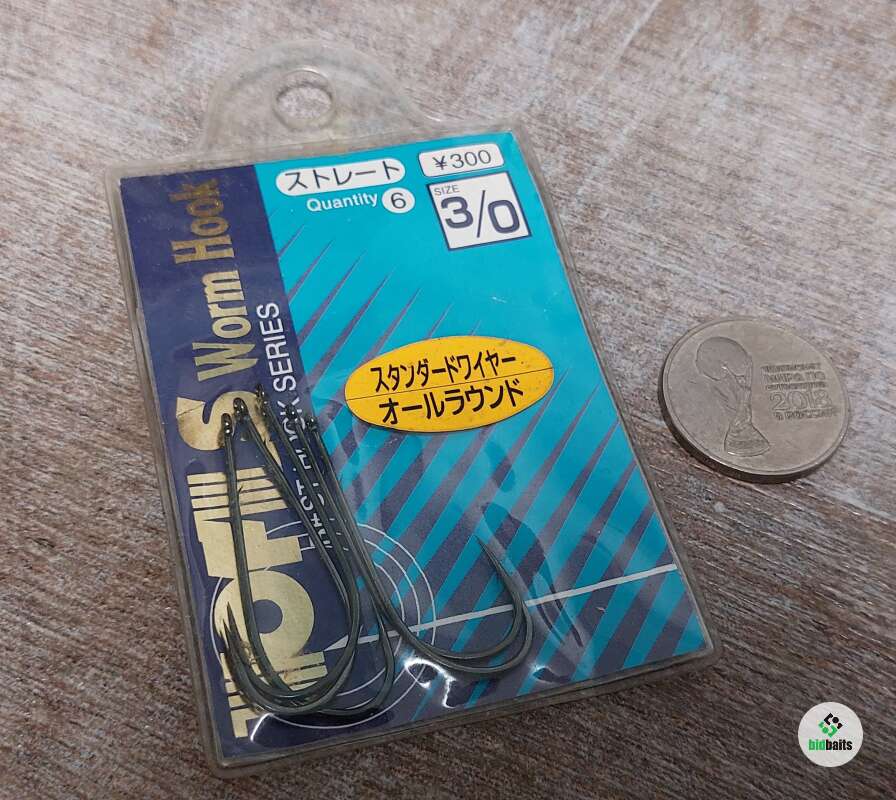 ストレート
¥300
Quantity 6
SIZE
3/0
Worm Hook
HOOK SERIES
スタンダードワイヤー
オールラウンド
2018
bidbaits